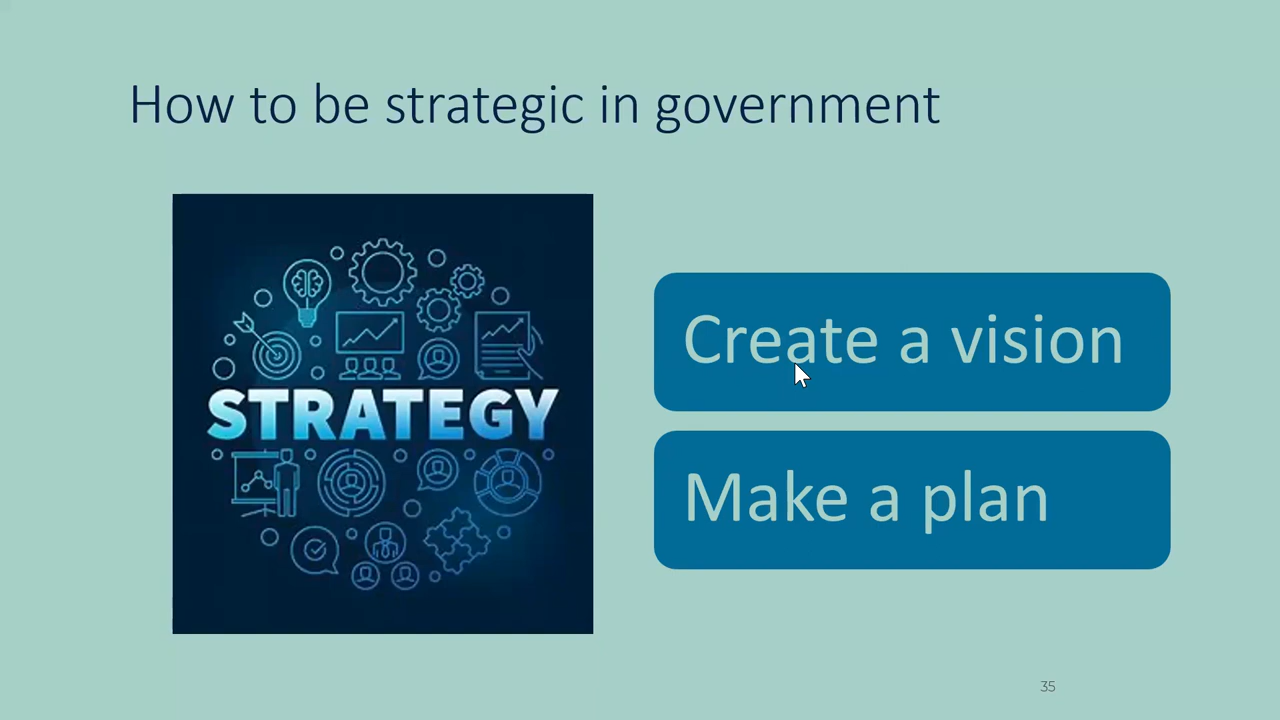 How to be strategic in government
STRATEGY
Create a vision
Make a plan
35